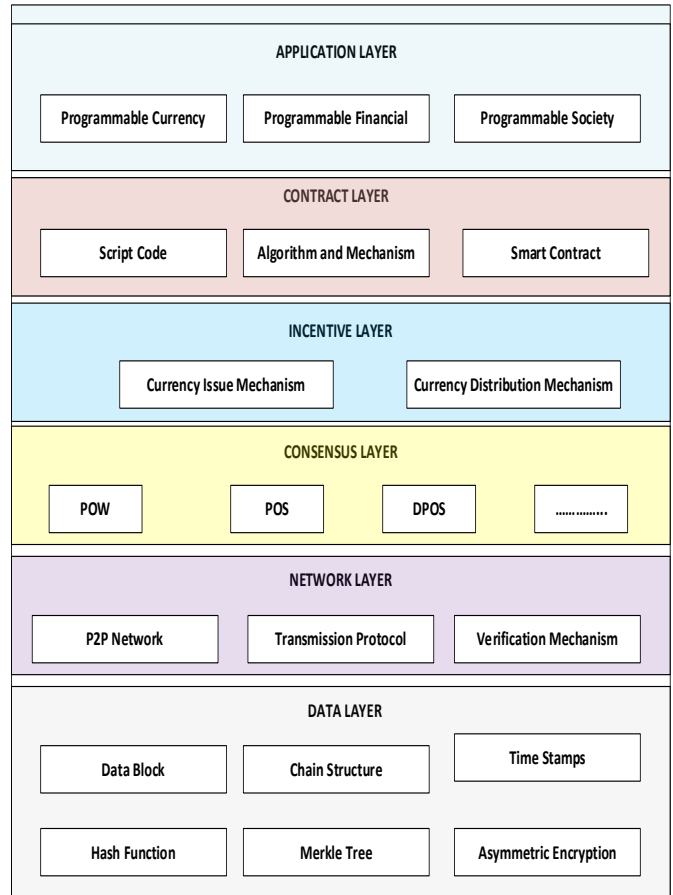 APPLICATION LAYER
Programmable Currency
Programmable Financial
Programmable Society
CONTRACT LAYER
Script Code
Algorithm and Mechanism
Smart Contract
INCENTIVE LAYER
Currency Issue Mechanism
Currency Distribution Mechanism
CONSENSUS LAYER
POW
POS
DPOS
...............
NETWORK LAYER
P2P Network
Transmission Protocol
Verification Mechanism
DATA LAYER
Data Block
Chain Structure
Time Stamps
Hash Function
Merkle Tree
Asymmetric Encryption